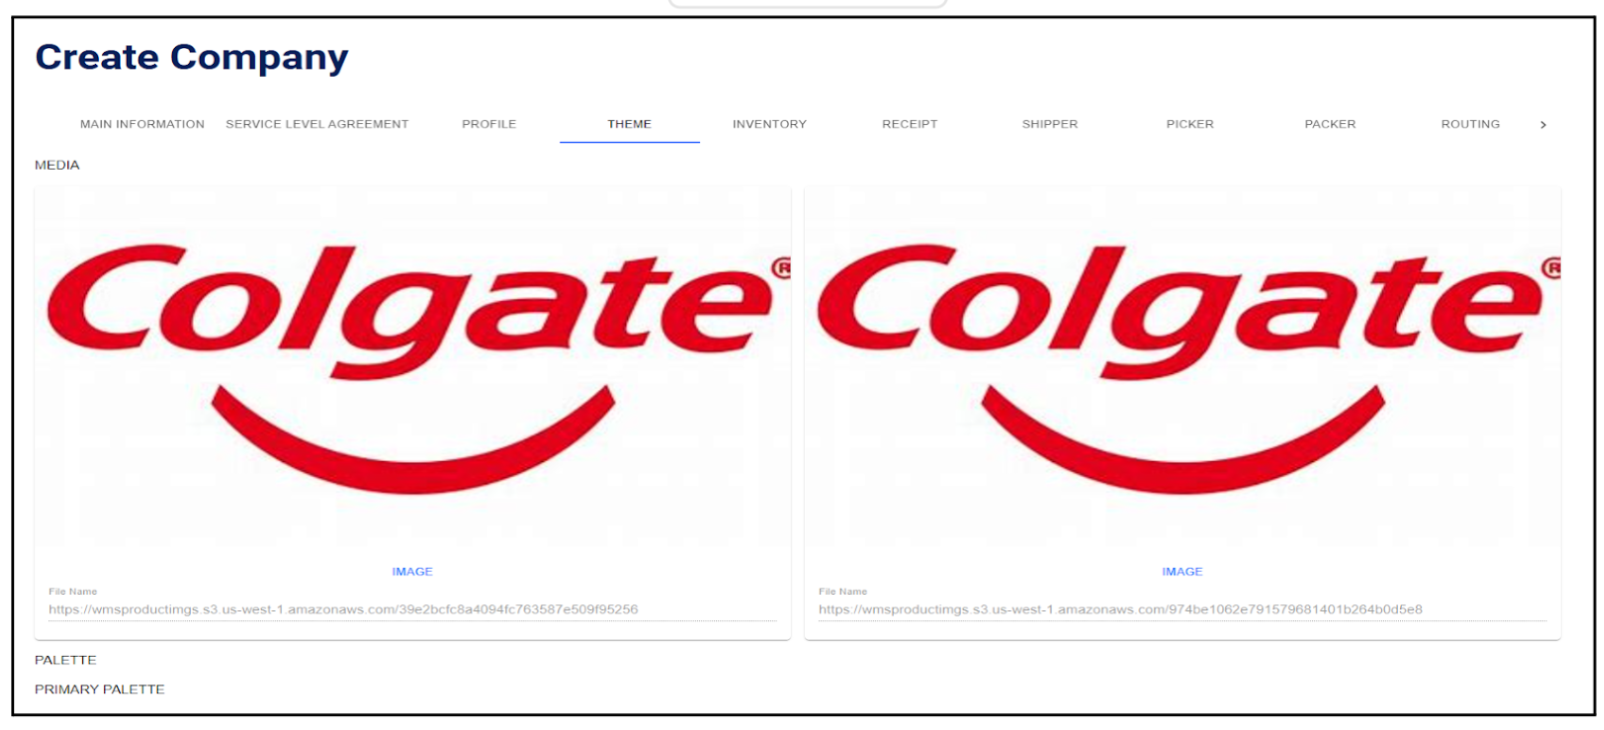 Create Company
MAIN INFORMATION SERVICE LEVEL AGREEMENT PROFILE THEME INVENTORY RECEIPT SHIPPER PICKER PACKER ROUTING >
MEDIA
Colgate® Colgate®
IMAGE IMAGE
File Name File Name
https://wmsproductimgs.s3.us-west-1.amazonaws.com/39e2bcfc8a4094fc763587e509f95256 https://wmsproductimgs.s3.us-west-1.amazonaws.com/974be1062e791579681401b264b0d5e8
PALETTE
PRIMARY PALETTE